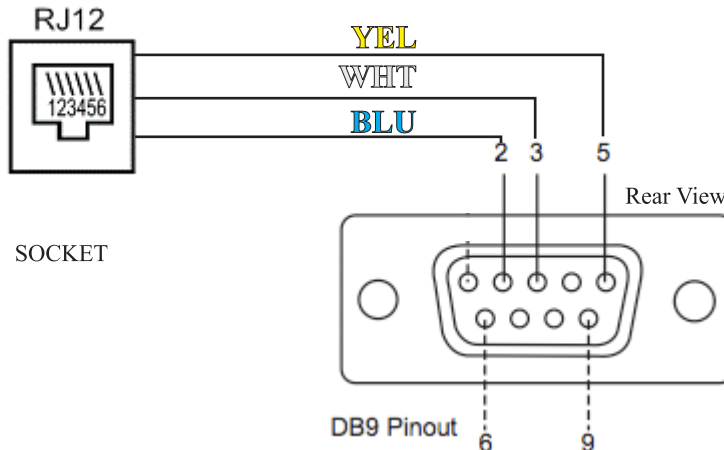 RJ12
YEL
WHT
123456
BLU
2 3 5
Rear View
SOCKET
DB9 Pinout
6 9